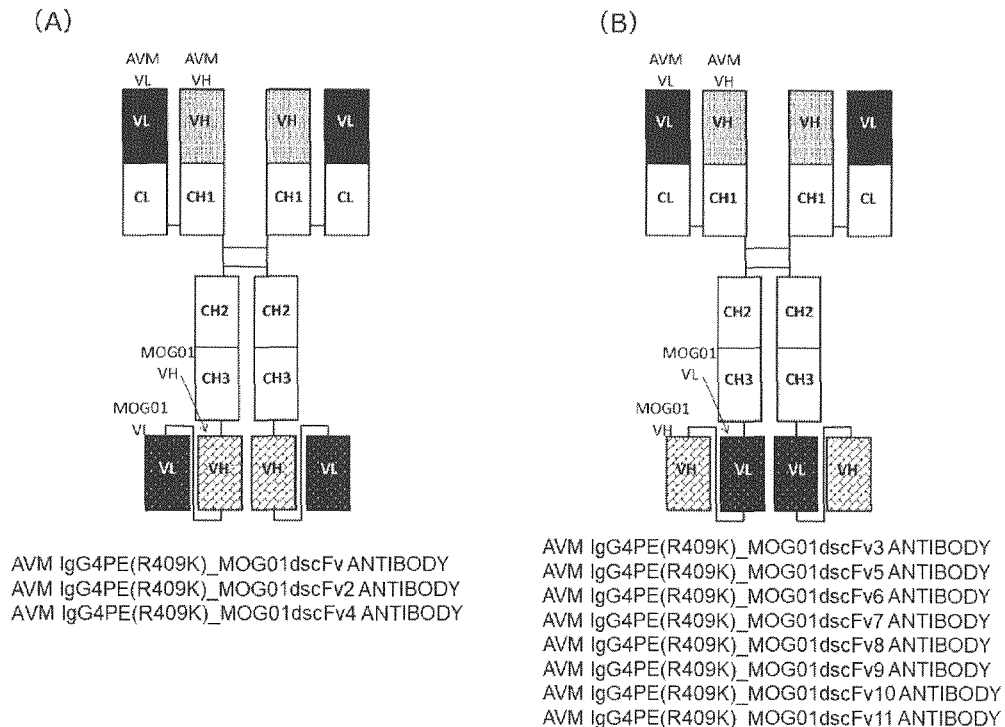 (A)
AVM AVM
VL VH
VL VH VH VL
CL CH1 CH1 CL
CH2 CH2
MOG01
VH
CH3 CH3
MOG01
VL
VL VH VH VL
AVM IgG4PE(R409K)_MOG01dscFv ANTIBODY
AVM IgG4PE(R409K)_MOG01dscFv2 ANTIBODY
AVM IgG4PE(R409K)_MOG01dscFv4 ANTIBODY
(B)
AVM AVM
VL VH
VL VH VH VL
CL CH1 CH1 CL
CH2 CH2
MOG01
VL
CH3 CH3
MOG01
VH
VH VL VL VH
AVM IgG4PE(R409K)_MOG01dscFv3 ANTIBODY
AVM IgG4PE(R409K)_MOG01dscFv5 ANTIBODY
AVM IgG4PE(R409K)_MOG01dscFv6 ANTIBODY
AVM IgG4PE(R409K)_MOG01dscFv7 ANTIBODY
AVM IgG4PE(R409K)_MOG01dscFv8 ANTIBODY
AVM IgG4PE(R409K)_MOG01dscFv9 ANTIBODY
AVM IgG4PE(R409K)_MOG01dscFv10 ANTIBODY
AVM IgG4PE(R409K)_MOG01dscFv11 ANTIBODY